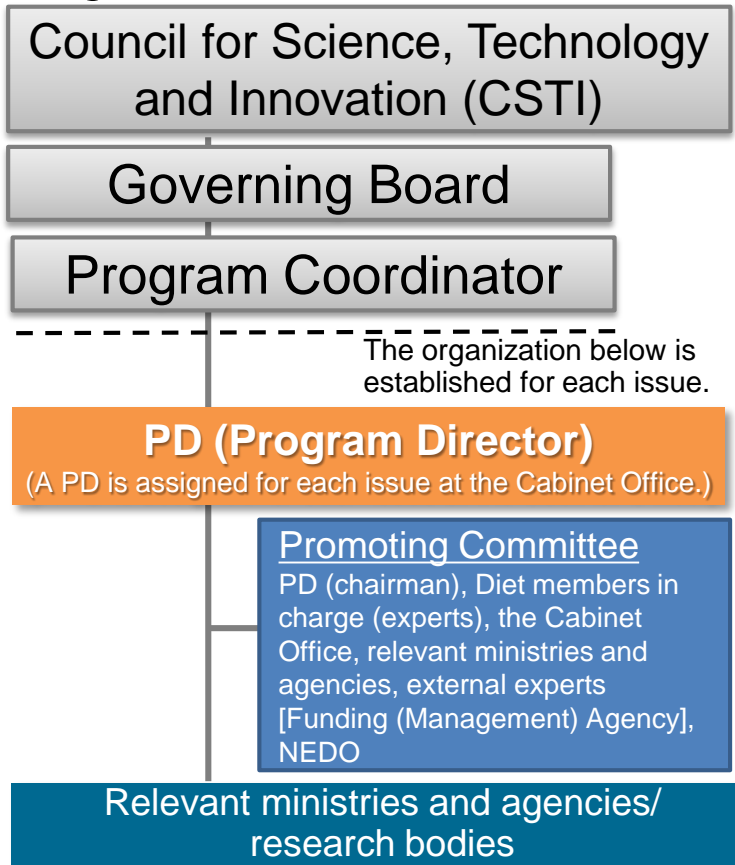 Council for Science, Technology
and Innovation (CSTI)
Governing Board
Program Coordinator
The organization below is
established for each issue.
PD (Program Director)
(A PD is assigned for each issue at the Cabinet Office.)
Promoting Committee
PD (chairman), Diet members in
charge (experts), the Cabinet
Office, relevant ministries and
agencies, external experts
[Funding (Management) Agency],
NEDO
Relevant ministries and agencies/
research bodies